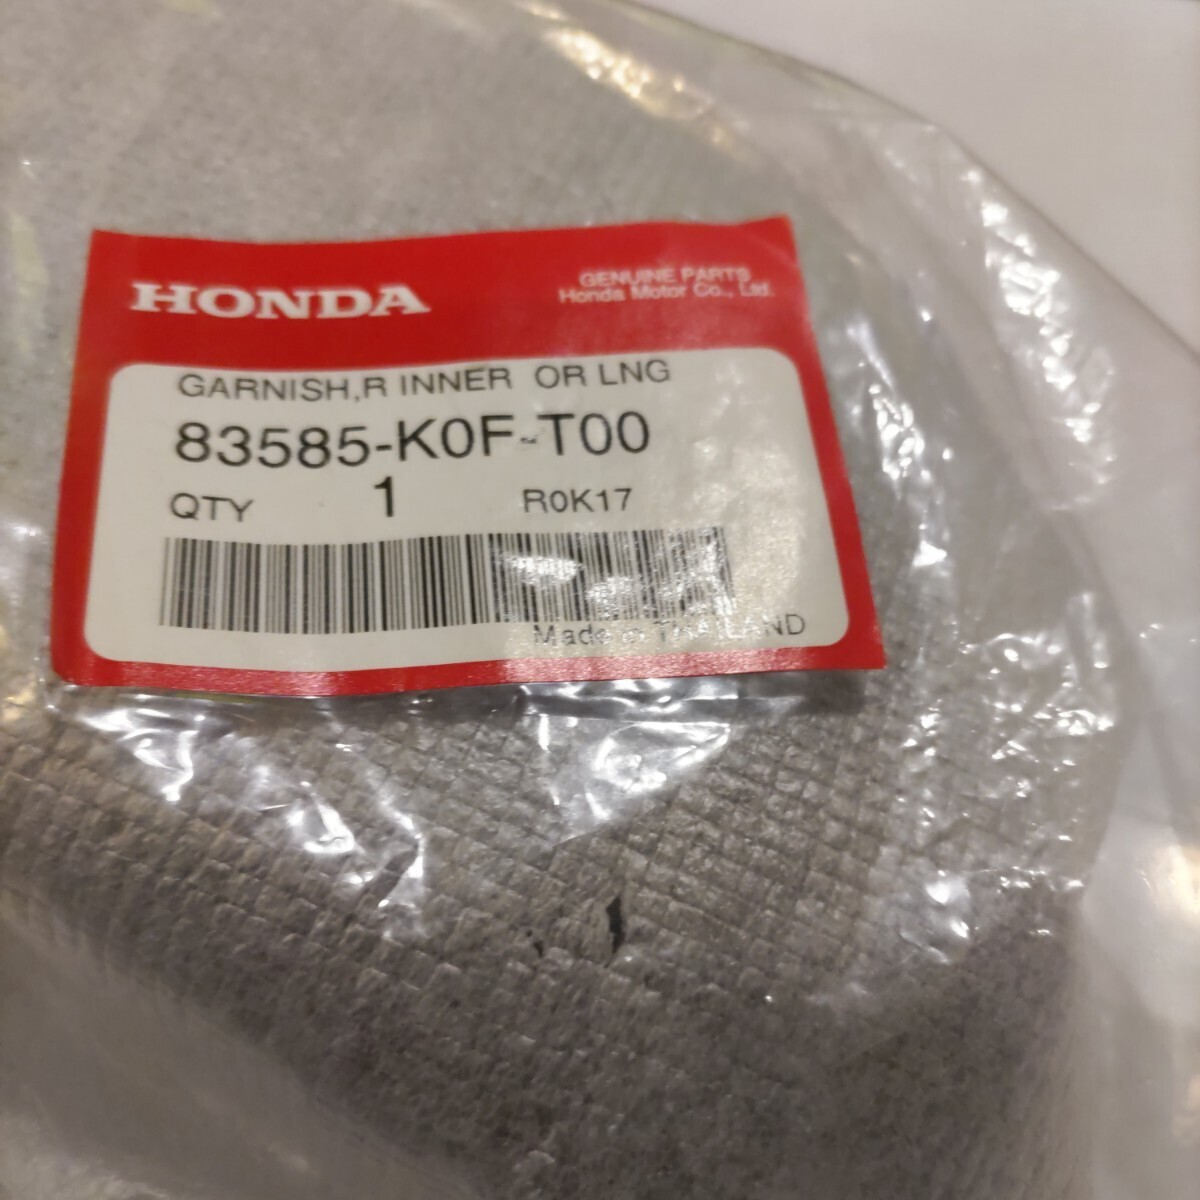 HONDA
GENUINE PARTS
Honda Motor Co., Ltd.
GARNISH,R INNER OR LNG
83585-K0F-T00
QTY 1 R0K17
Made in THAILAND